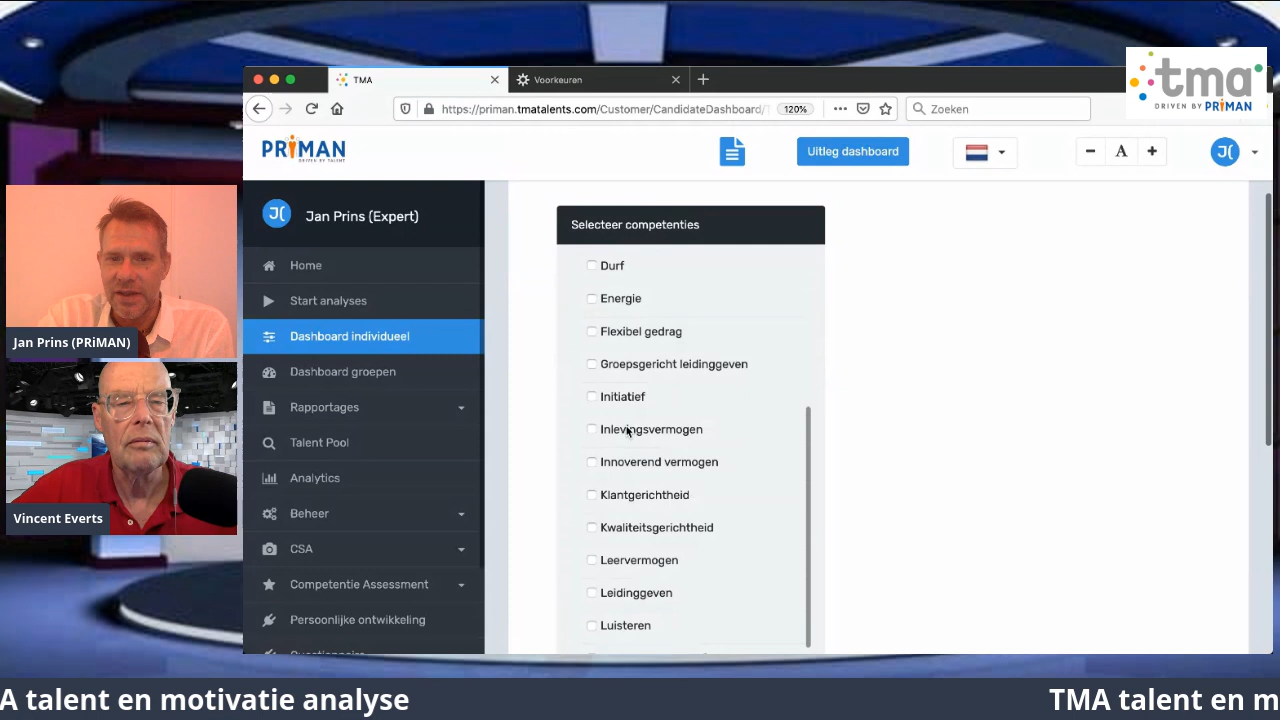 TMA
Voorkeuren
https://priman.tmatalents.com/Customer/CandidateDashboard/
120%
Zoeken
tma
DRIVEN BY PRiMAN
PRiMAN
DRIVEN BY TALENT
Uitleg dashboard
A
J(
J(
Jan Prins (Expert)
Home
Start analyses
Dashboard individueel
Dashboard groepen
Rapportages
Talent Pool
Analytics
Beheer
CSA
Competentie Assessment
Persoonlijke ontwikkeling
Selecteer competenties
Durf
Energie
Flexibel gedrag
Groepsgericht leidinggeven
Initiatief
Inlevingsvermogen
Innoverend vermogen
Klantgerichtheid
Kwaliteitsgerichtheid
Leervermogen
Leidinggeven
Luisteren
Jan Prins (PRiMAN)
Vincent Everts
A talent en motivatie analyse
TMA talent en m